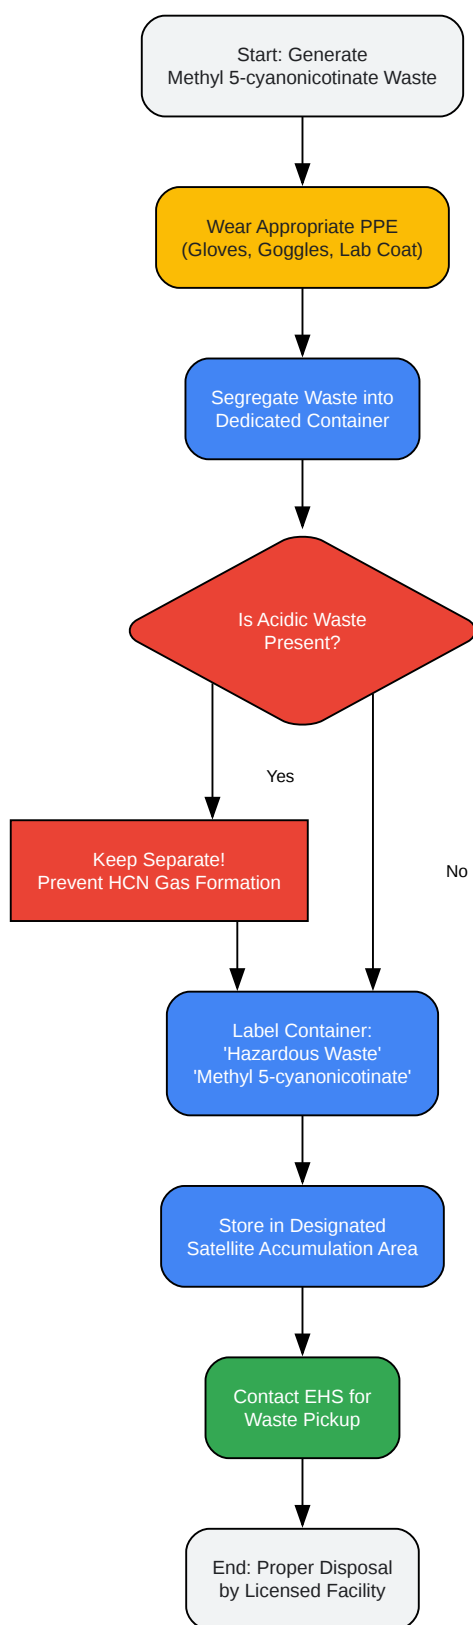 Start: Generate
Methyl 5-cyanonicotinate Waste
Wear Appropriate PPE
(Gloves, Goggles, Lab Coat)
Segregate Waste into
Dedicated Container
Is Acidic Waste
Present?
Yes
Keep Separate!
Prevent HCN Gas Formation
No
Label Container:
'Hazardous Waste'
'Methyl 5-cyanonicotinate'
Store in Designated
Satellite Accumulation Area
Contact EHS for
Waste Pickup
End: Proper Disposal
by Licensed Facility